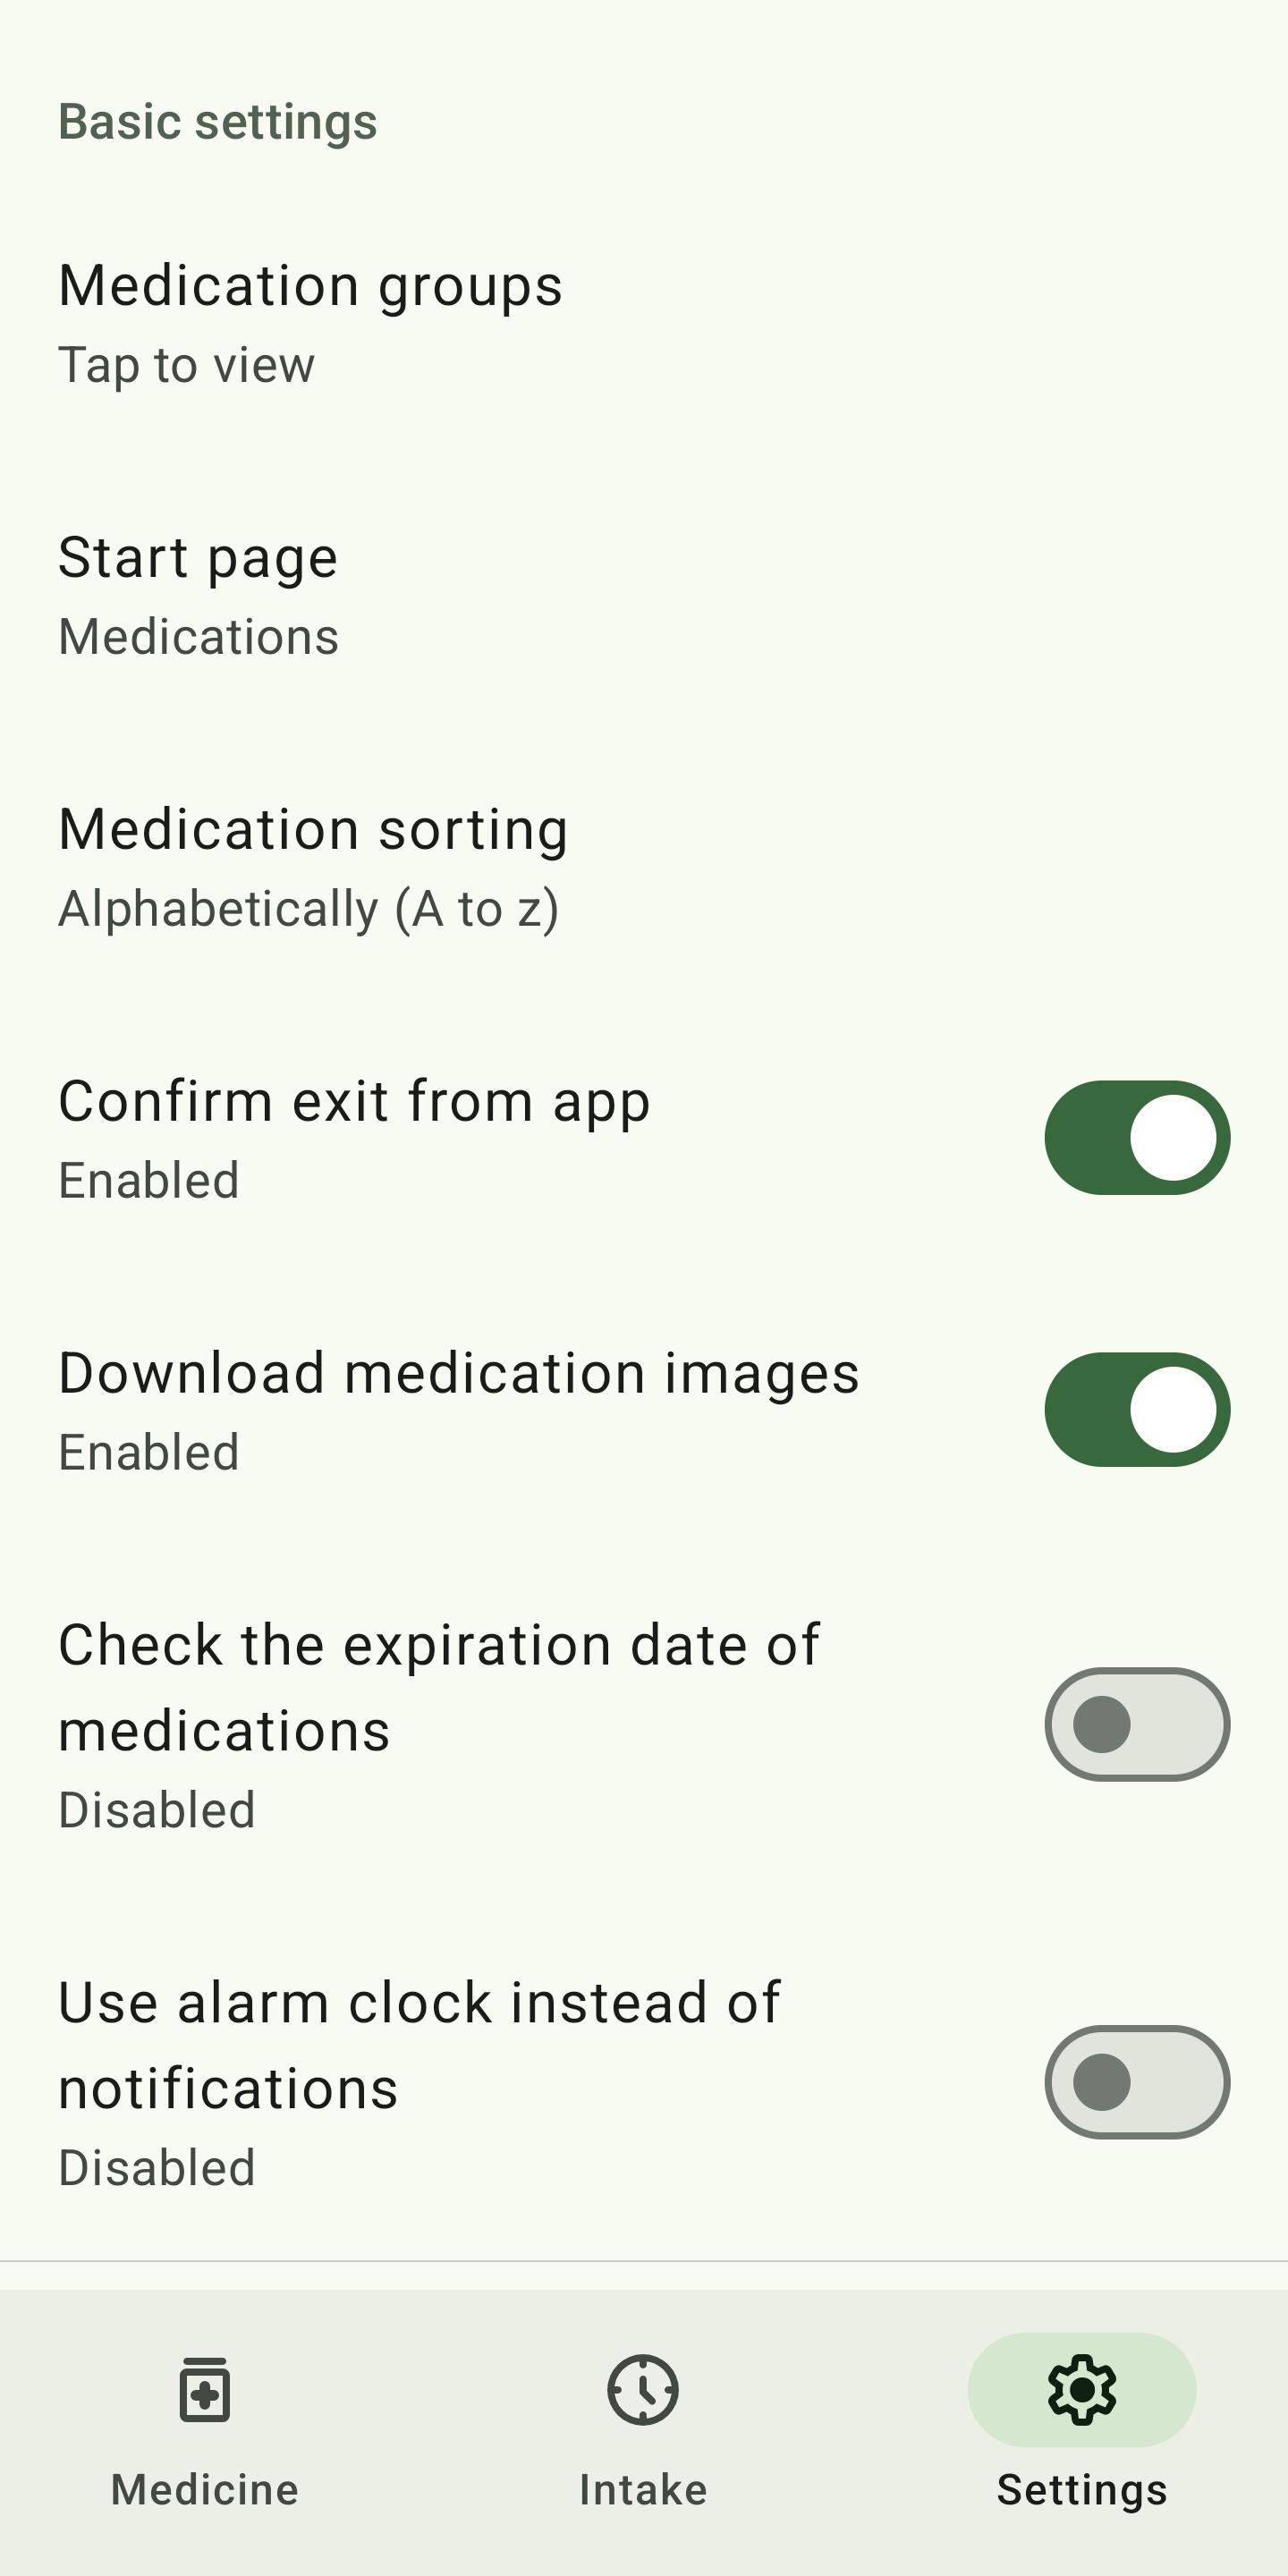 Basic settings
Medication groups
Tap to view
Start page
Medications
Medication sorting
Alphabetically (A to z)
Confirm exit from app
Enabled
Download medication images
Enabled
Check the expiration date of
medications
Disabled
Use alarm clock instead of
notifications
Disabled
Medicine
Intake
Settings